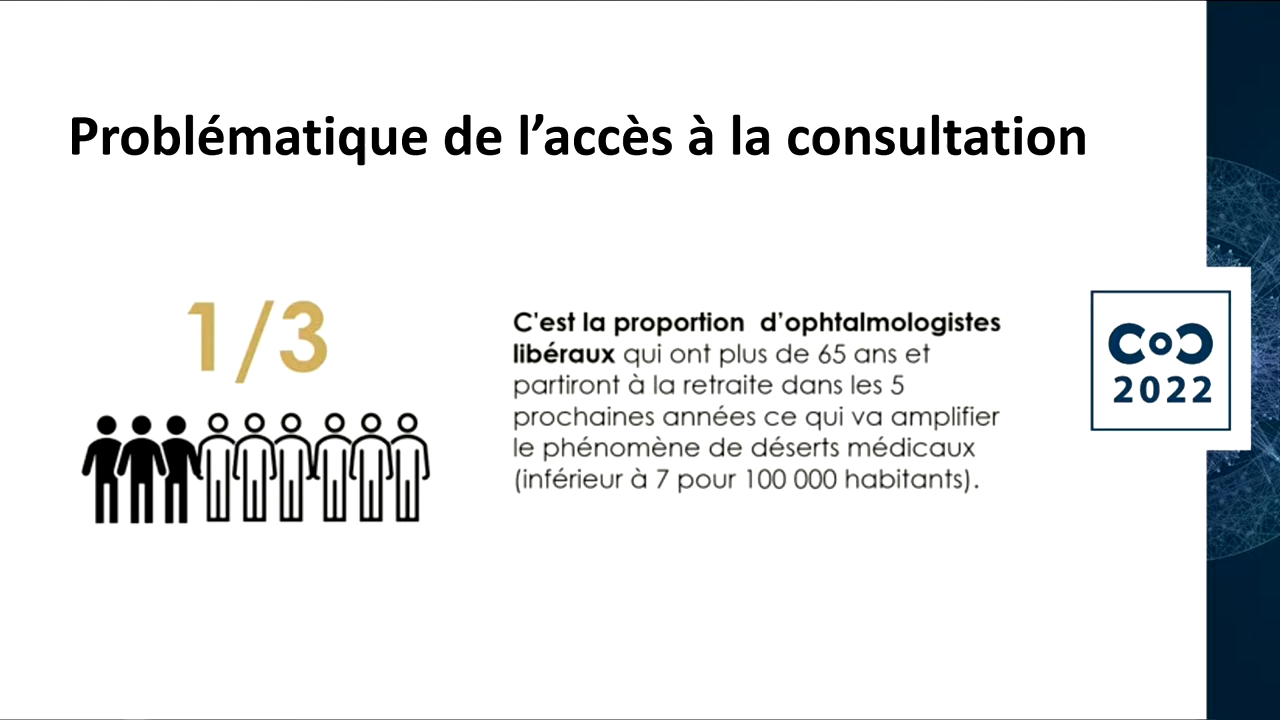 Problématique de l’accès à la consultation
1/3
C'est la proportion d’ophtalmologistes
libéraux qui ont plus de 65 ans et
partiront à la retraite dans les 5
prochaines années ce qui va amplifier
le phénomène de déserts médicaux
(inférieur à 7 pour 100 000 habitants).
COC
2022